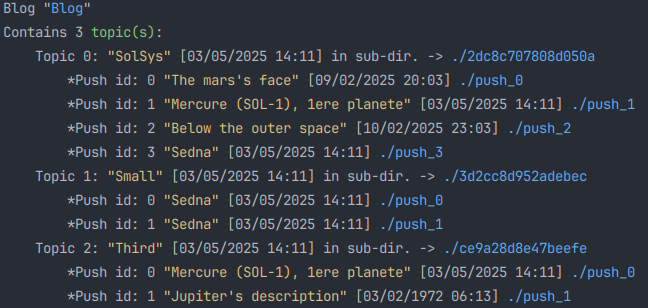 Blog "Blog"
Contains 3 topic(s):
Topic 0: "SolSys" [03/05/2025 14:11] in sub-dir. -> ./2dc8c707808d050a
*Push id: 0 "The mars's face" [09/02/2025 20:03] ./push_0
*Push id: 1 "Mercure (SOL-1), 1ere planete" [03/05/2025 14:11] ./push_1
*Push id: 2 "Below the outer space" [10/02/2025 23:03] ./push_2
*Push id: 3 "Sedna" [03/05/2025 14:11] ./push_3
Topic 1: "Small" [03/05/2025 14:11] in sub-dir. -> ./3d2cc8d952adebec
*Push id: 0 "Sedna" [03/05/2025 14:11] ./push_0
*Push id: 1 "Sedna" [03/05/2025 14:11] ./push_1
Topic 2: "Third" [03/05/2025 14:11] in sub-dir. -> ./ce9a28d8e47beefe
*Push id: 0 "Mercure (SOL-1), 1ere planete" [03/05/2025 14:11] ./push_0
*Push id: 1 "Jupiter's description" [03/02/1972 06:13] ./push_1